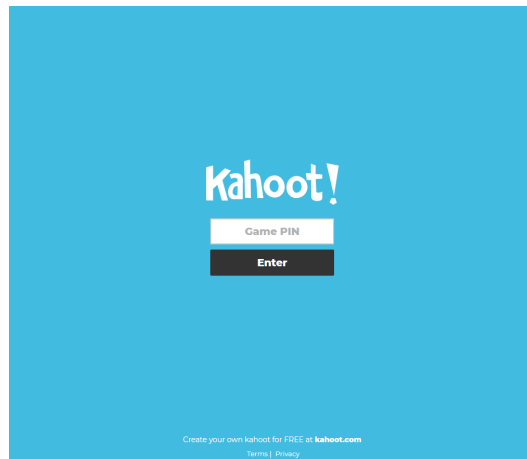 Kahoot!
Game PIN
Enter
Create your own kahoot for FREE at kahoot.com
Terms | Privacy